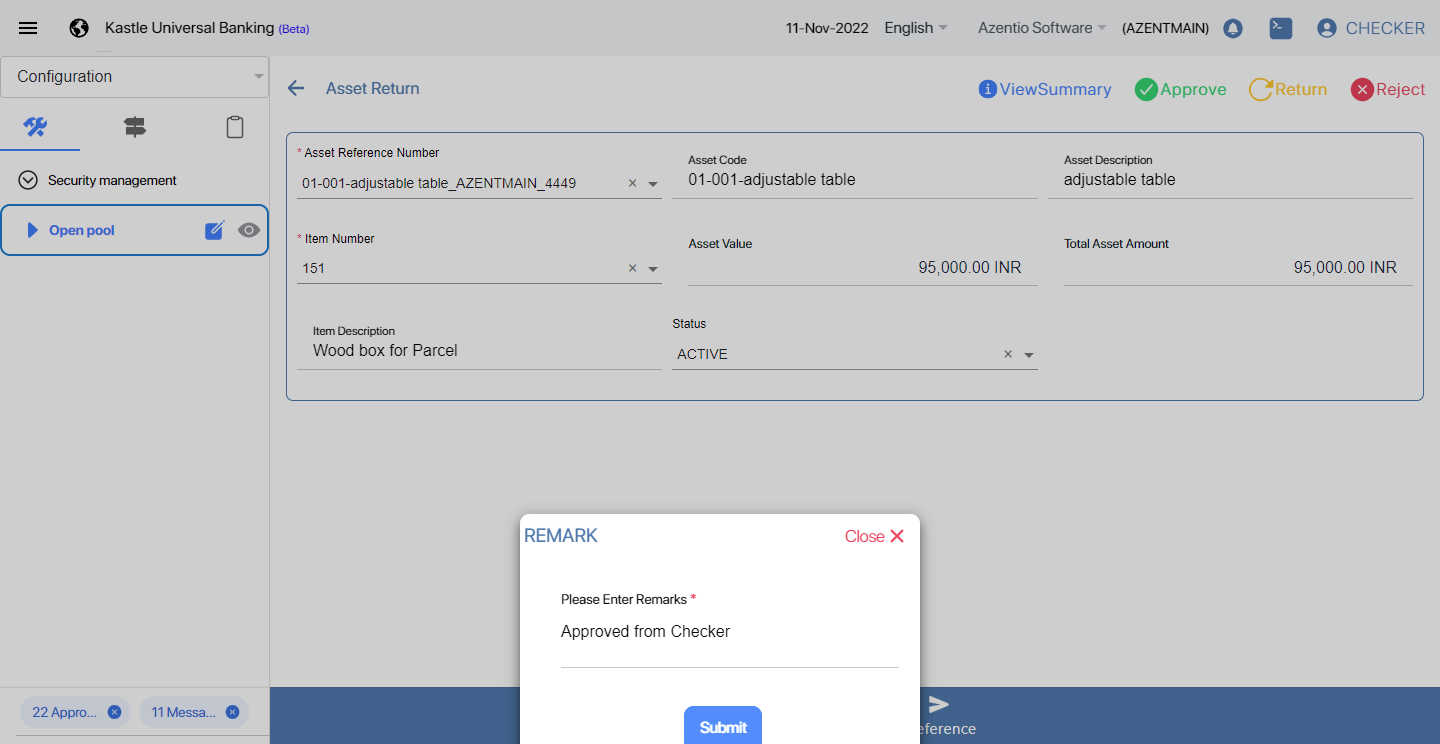 Kastle Universal Banking (Beta)
11-Nov-2022 English Azentio Software (AZENTMAIN) CHECKER
Configuration
Security management
Open pool
22 Appro... 11 Messa...
Asset Return
ViewSummary Approve Return Reject
* Asset Reference Number
01-001-adjustable table_AZENTMAIN_4449
Asset Code
01-001-adjustable table
Asset Description
adjustable table
* Item Number
151
Asset Value
95,000.00 INR
Total Asset Amount
95,000.00 INR
Item Description
Wood box for Parcel
Status
ACTIVE
REMARK
Close
Please Enter Remarks *
Approved from Checker
Submit
eference